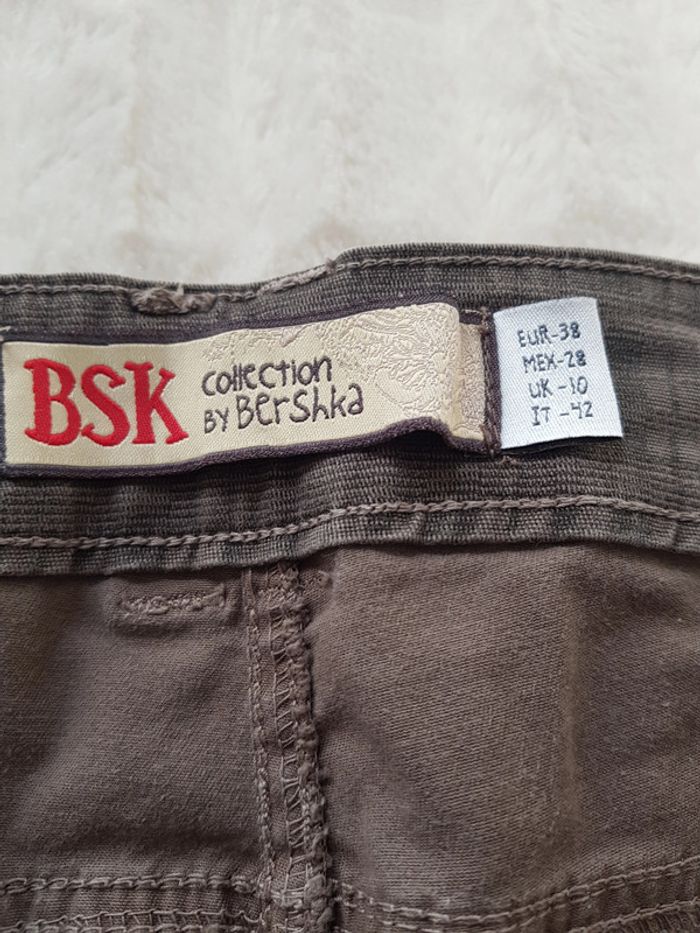 BSK
Collection
BY Bershka
EUR-38
MEX-28
UK-10
IT-42